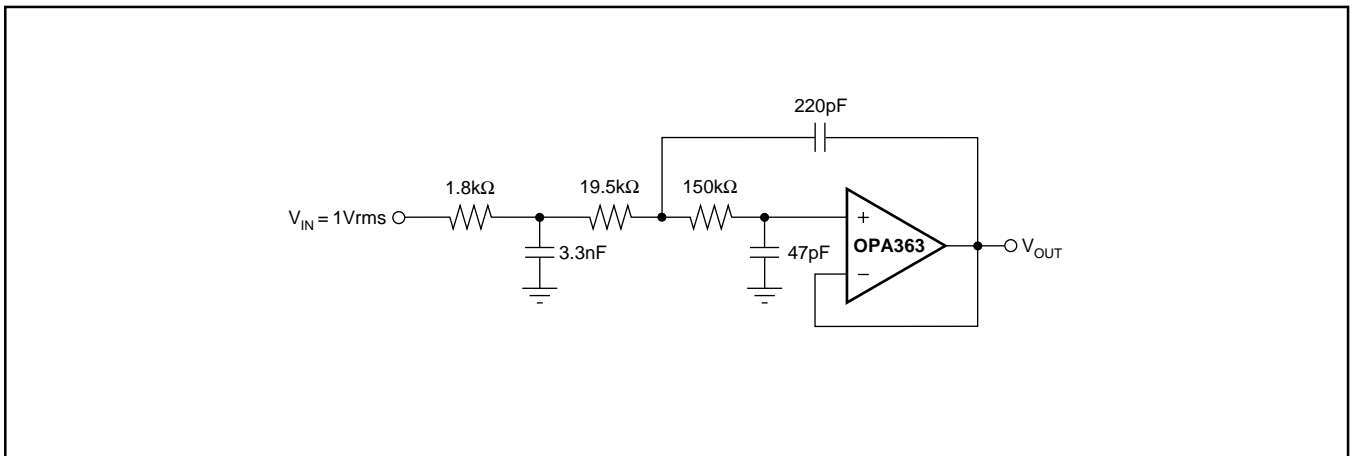 220pF
1.8kΩ
19.5kΩ
150kΩ
V_IN = 1Vrms
3.3nF
47pF
+
OPA363
−
V_OUT